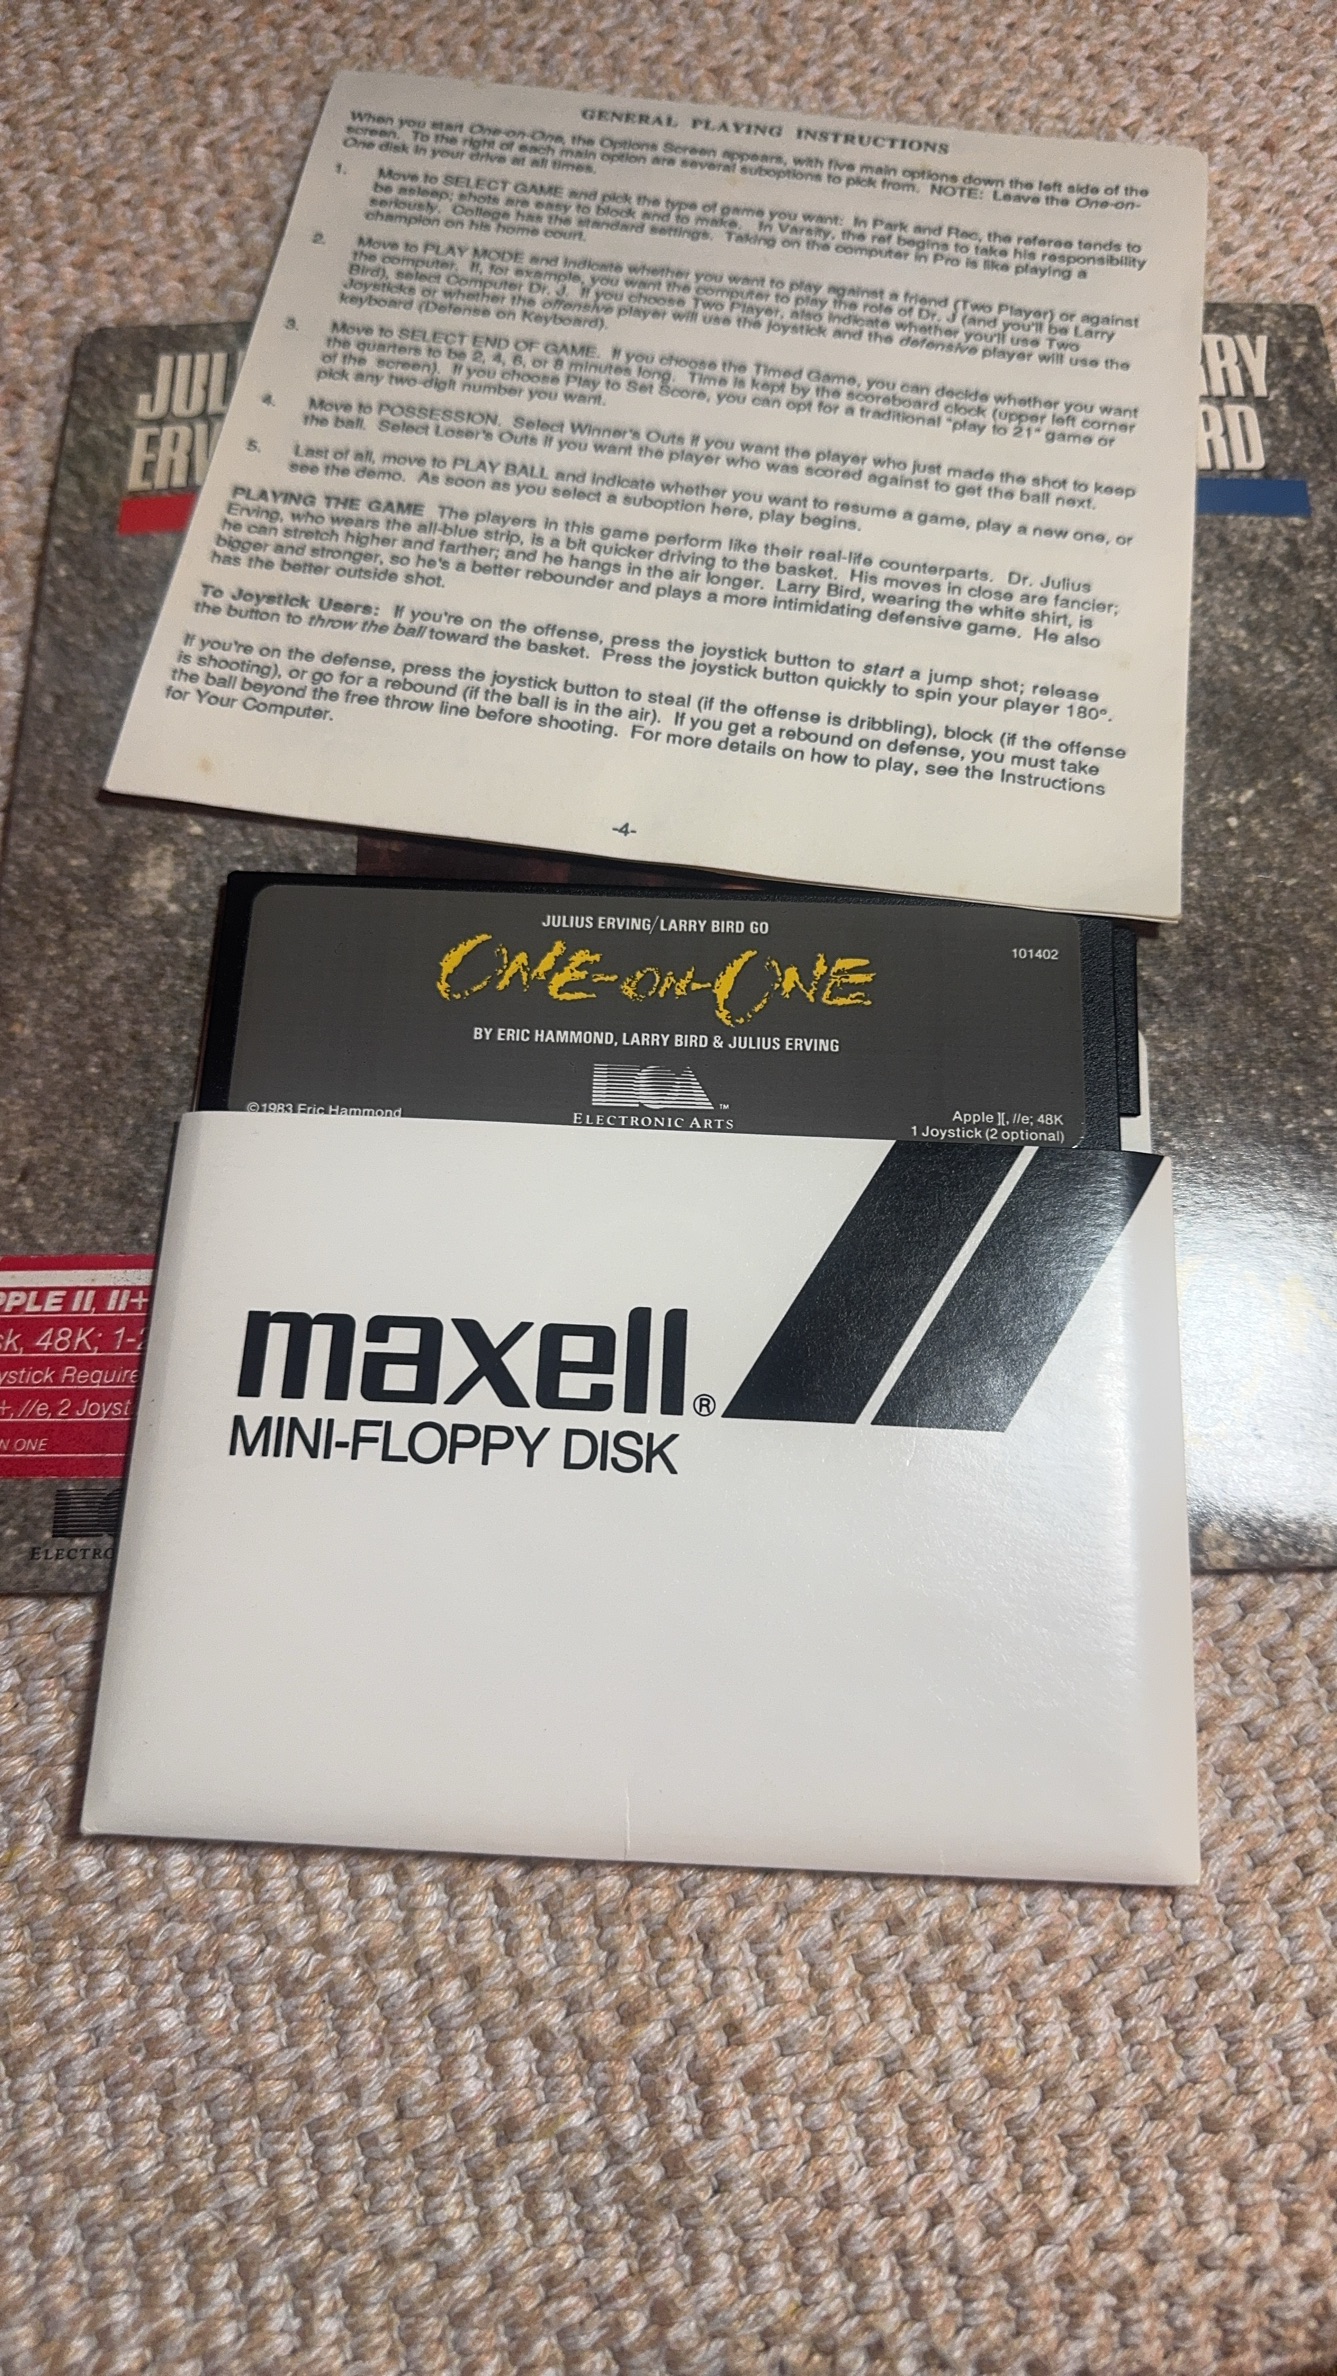 GENERAL PLAYING INSTRUCTIONS
When you start One-on-One, the Options Screen appears, with five main options down the left side of the
screen. To the right of each main option are several suboptions to pick from. NOTE: Leave the One-on-
One disk in your drive at all times.
1. Move to SELECT GAME and pick the type of game you want: In Park and Rec, the referee tends to
be asleep; shots are easy to block and to make. In Varsity, the ref begins to take his responsibility
seriously. College has the standard settings. Taking on the computer in Pro is like playing a
champion on his home court.
2. Move to PLAY MODE and indicate whether you want to play against a friend (Two Player) or against
the computer. If, for example, you want the computer to play the role of Dr. J (and you'll be Larry
Bird), select Computer Dr. J. If you choose Two Player, also indicate whether you'll use Two
Joysticks or whether the offensive player will use the joystick and the defensive player will use the
keyboard (Defense on Keyboard).
3. Move to SELECT END OF GAME. If you choose the Timed Game, you can decide whether you want
the quarters to be 2, 4, 6, or 8 minutes long. Time is kept by the scoreboard clock (upper left corner
of the screen). If you choose Play to Set Score, you can opt for a traditional "play to 21" game or
pick any two-digit number you want.
4. Move to POSSESSION. Select Winner's Outs if you want the player who just made the shot to keep
the ball. Select Loser's Outs if you want the player who was scored against to get the ball next.
5. Last of all, move to PLAY BALL and indicate whether you want to resume a game, play a new one, or
see the demo. As soon as you select a suboption here, play begins.
PLAYING THE GAME The players in this game perform like their real-life counterparts. Dr. Julius
Erving, who wears the all-blue strip, is a bit quicker driving to the basket. His moves in close are fancier;
he can stretch higher and farther; and he hangs in the air longer. Larry Bird, wearing the white shirt, is
bigger and stronger, so he's a better rebounder and plays a more intimidating defensive game. He also
has the better outside shot.
To Joystick Users: If you're on the offense, press the joystick button to start a jump shot; release
the button to throw the ball toward the basket. Press the joystick button quickly to spin your player 180°.
If you're on the defense, press the joystick button to steal (if the offense is dribbling), block (if the offense
is shooting), or go for a rebound (if the ball is in the air). If you get a rebound on defense, you must take
the ball beyond the free throw line before shooting. For more details on how to play, see the Instructions
for Your Computer.
-4-
JUL
ERV
RY
RD
JULIUS ERVING/LARRY BIRD GO
101402
ONE-ON-ONE
BY ERIC HAMMOND, LARRY BIRD & JULIUS ERVING
EA™
ELECTRONIC ARTS
©1983 Eric Hammond
Apple ][, //e; 48K
1 Joystick (2 optional)
maxell®
MINI-FLOPPY DISK
PPLE II, II+
sk, 48K; 1-2
ystick Require
+, //e, 2 Joyst
N ONE
ELECTRO